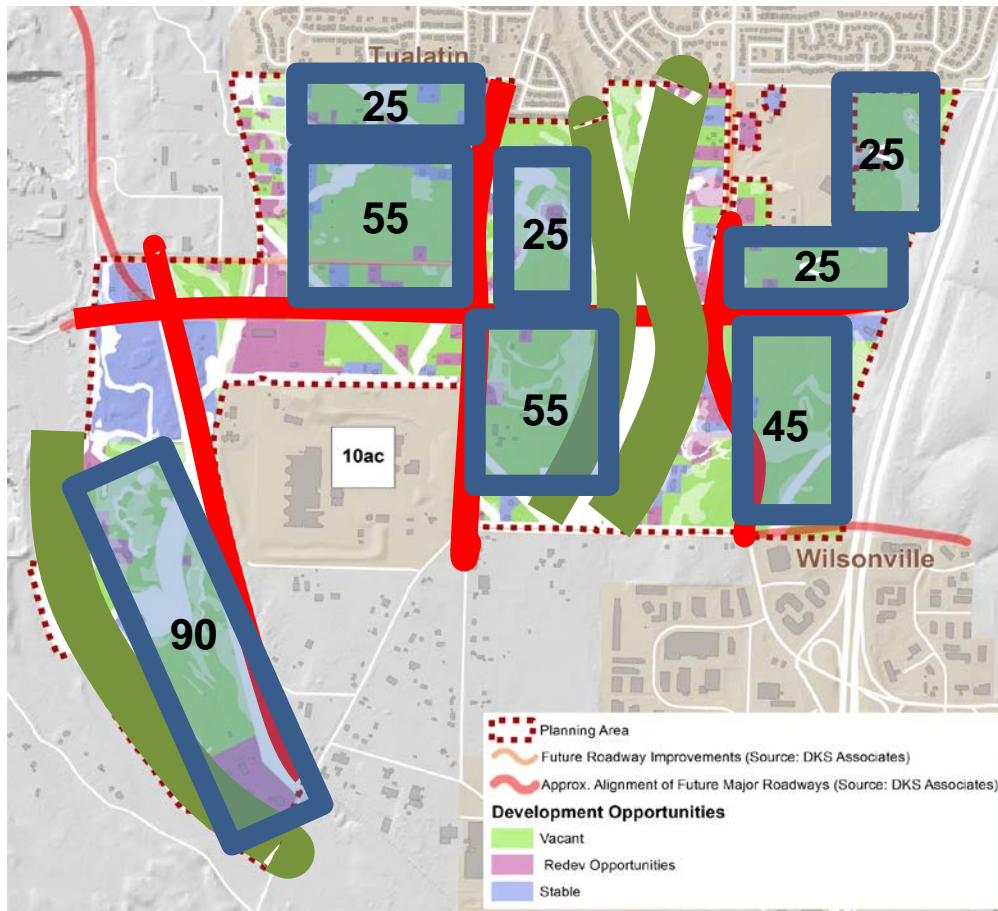 Tualatin
25
55
25
25
25
55
45
10ac
90
Wilsonville
Planning Area
Future Roadway Improvements (Source: DKS Associates)
Approx. Alignment of Future Major Roadways (Source: DKS Associates)
Development Opportunities
Vacant
Redev Opportunities
Stable